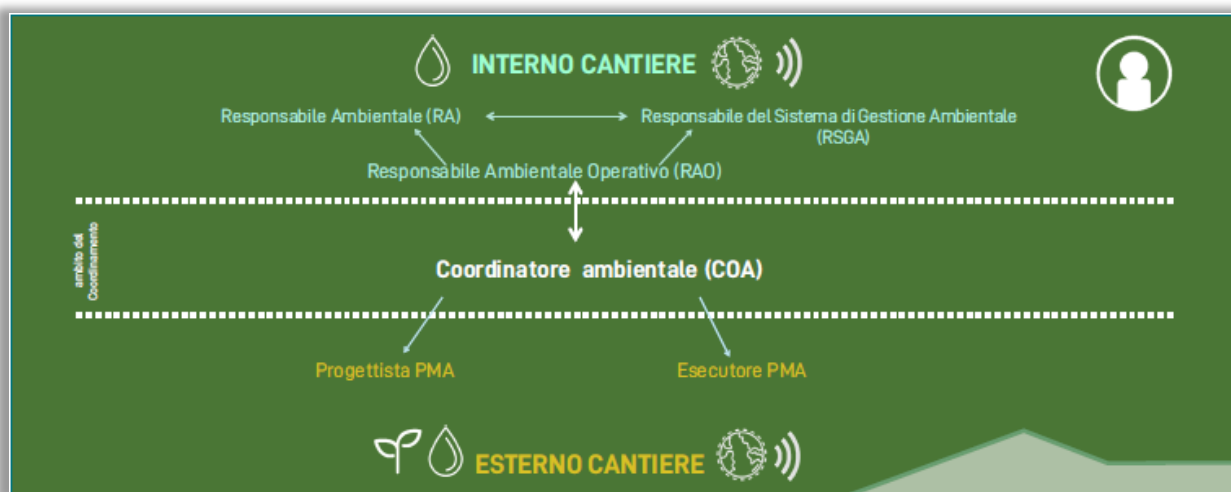 INTERNO CANTIERE
Responsabile Ambientale (RA)
Responsabile del Sistema di Gestione Ambientale
(RSGA)
Responsabile Ambientale Operativo (RAO)
ambito del
Coordinamento
Coordinatore ambientale (COA)
Progettista PMA
Esecutore PMA
ESTERNO CANTIERE